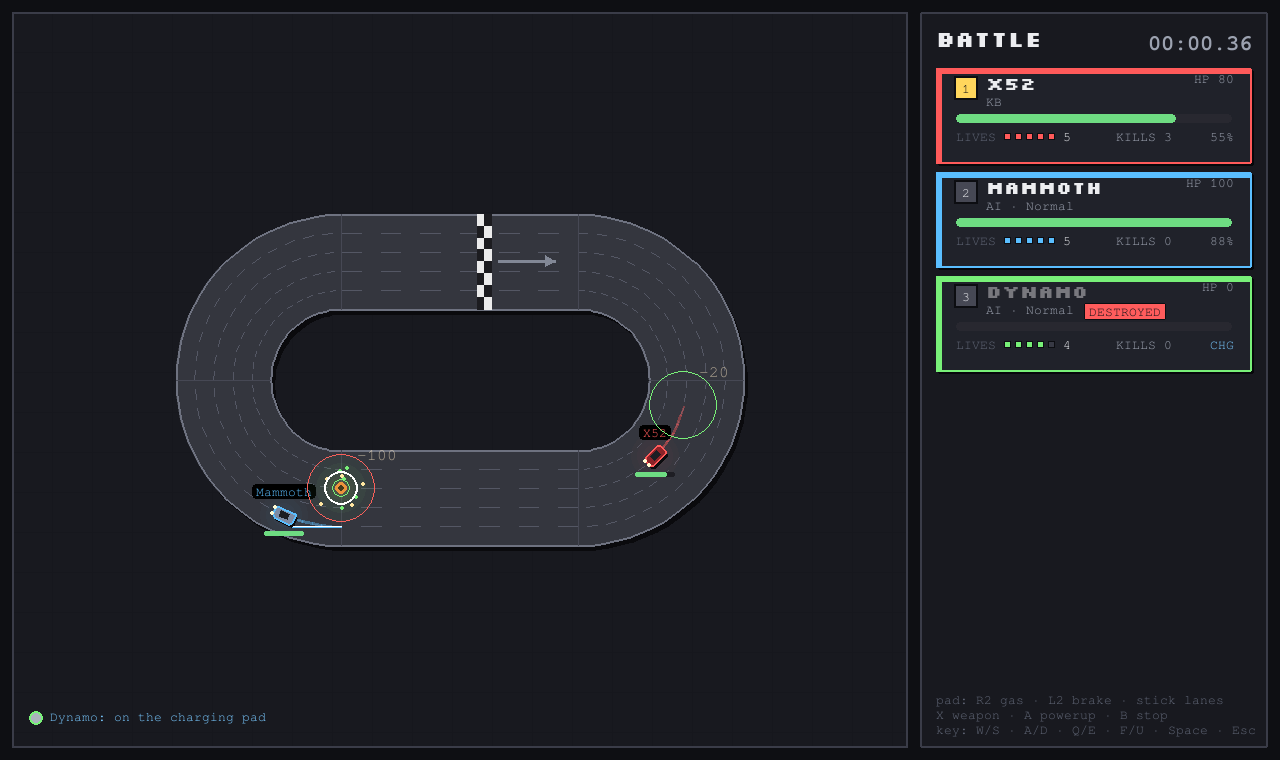 BATTLE
00:00.36
1
X52
HP 80
KB
LIVES 5 KILLS 3 55%
2
MAMMOTH
HP 100
AI · Normal
LIVES 5 KILLS 0 88%
3
DYNAMO
HP 0
AI · Normal DESTROYED
LIVES 4 KILLS 0 CHG
-20
X52
-100
Mammoth
Dynamo: on the charging pad
pad: R2 gas · L2 brake · stick lanes
X weapon · A powerup · B stop
key: W/S · A/D · Q/E · F/U · Space · Esc